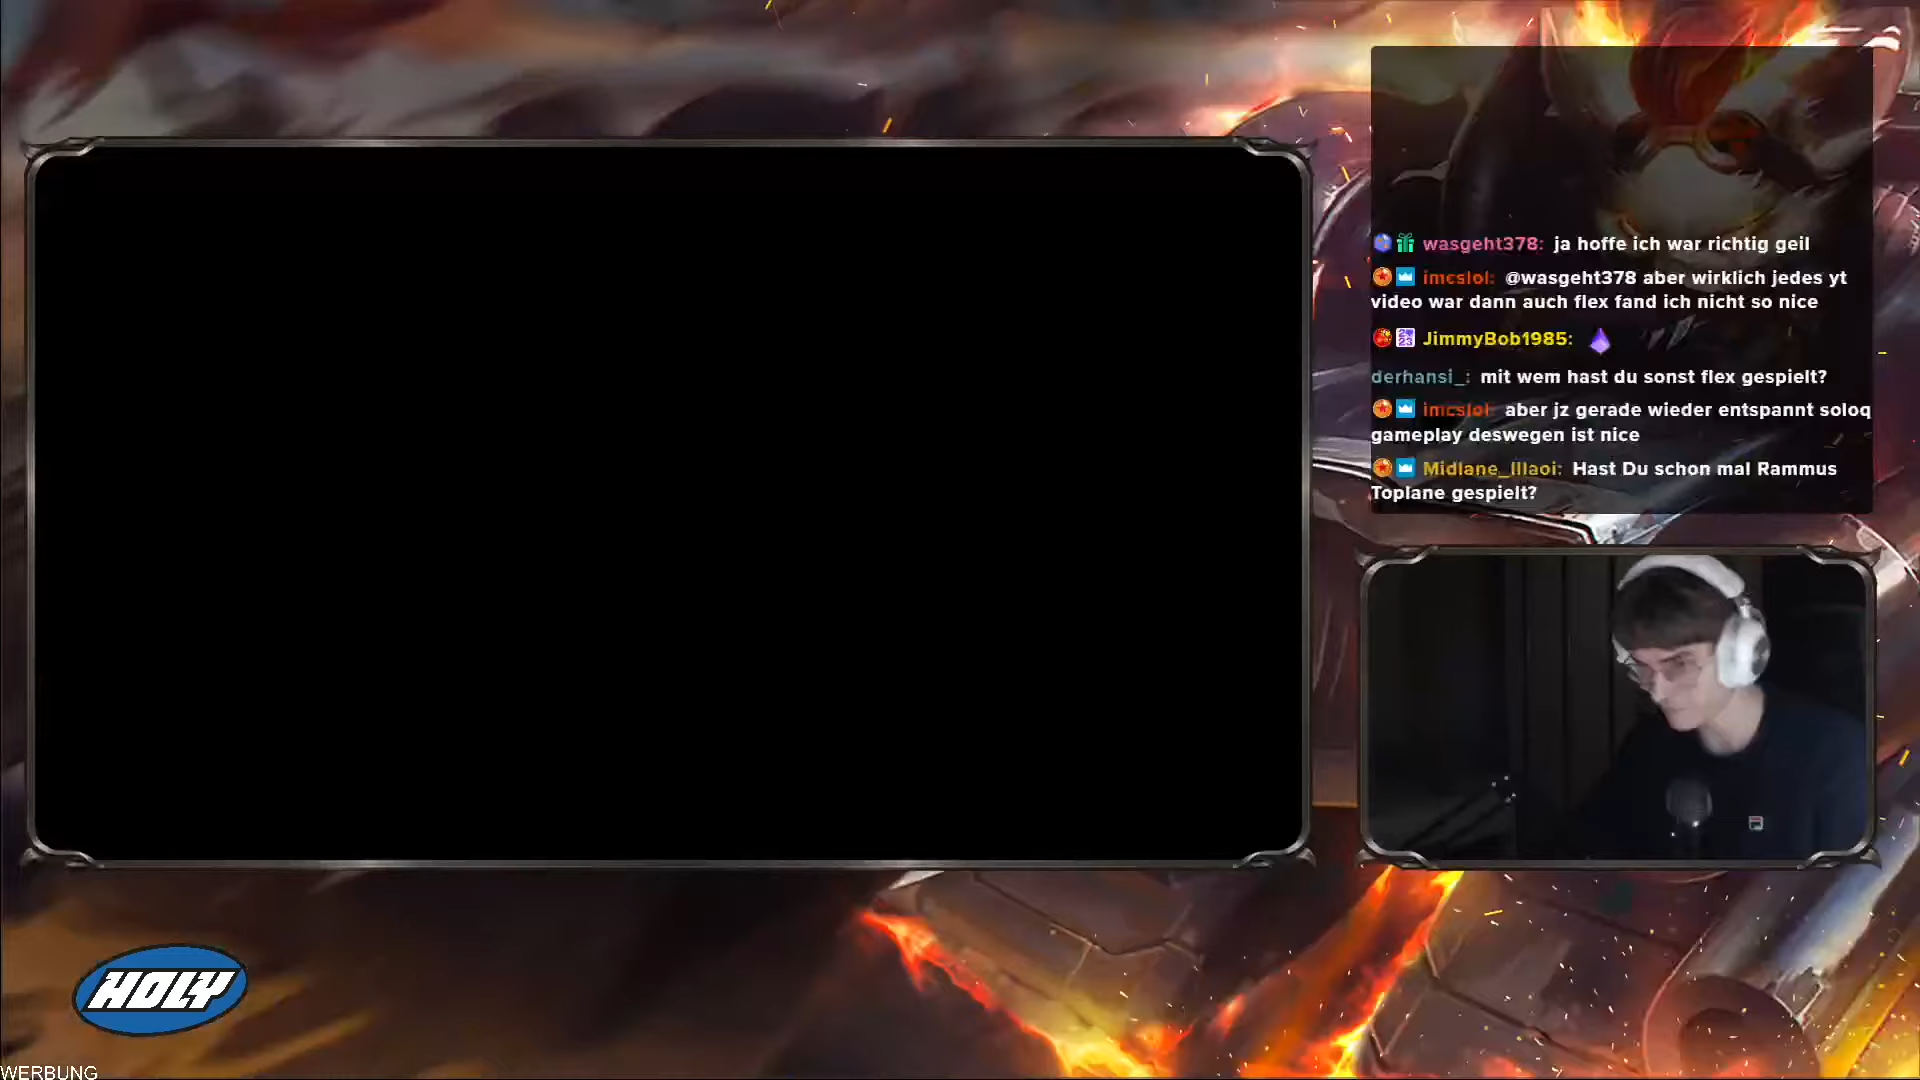 wasgeht378: ja hoffe ich war richtig geil
imcslol: @wasgeht378 aber wirklich jedes yt
video war dann auch flex fand ich nicht so nice
JimmyBob1985:
derhansi_: mit wem hast du sonst flex gespielt?
imcslol: aber jz gerade wieder entspannt soloq
gameplay deswegen ist nice
Midlane_Illaoi: Hast Du schon mal Rammus
Toplane gespielt?
HOLY
WERBUNG